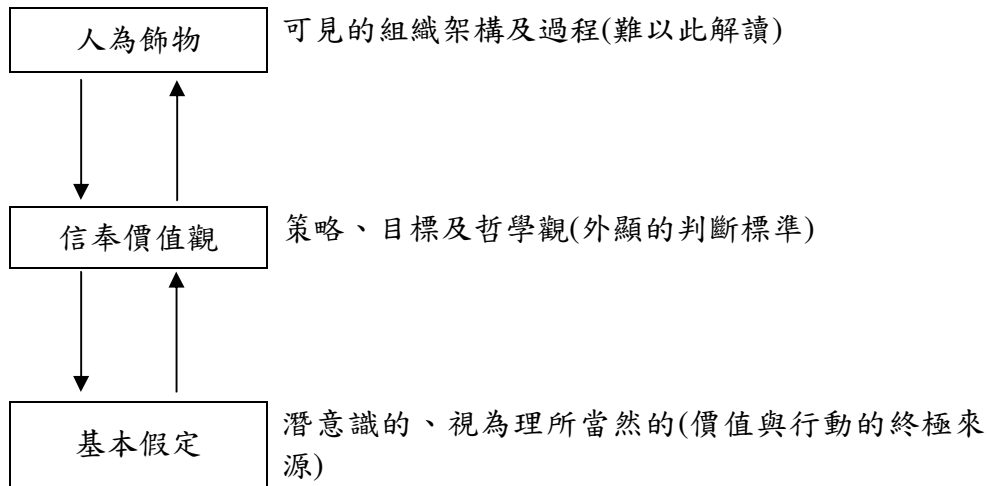 人為飾物
可見的組織架構及過程(難以此解讀)
信奉價值觀
策略、目標及哲學觀(外顯的判斷標準)
基本假定
潛意識的、視為理所當然的(價值與行動的終極來
源)